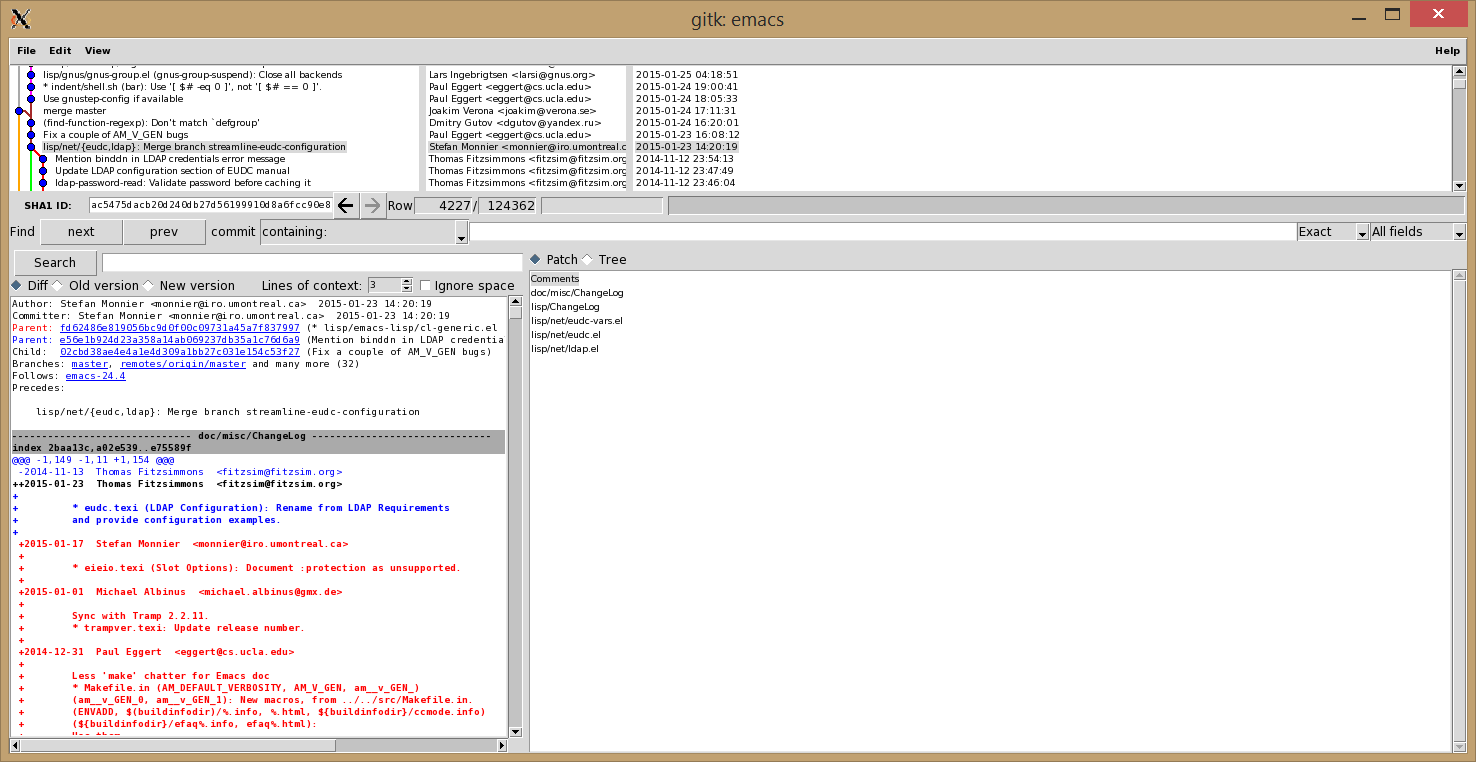 gitk: emacs
File Edit View Help
lisp/gnus/gnus-group.el (gnus-group-suspend): Close all backends Lars Ingebrigtsen <larsi@gnus.org> 2015-01-25 04:18:51
* indent/shell.sh (bar): Use '[ $# -eq 0 ]', not '[ $# == 0 ]'. Paul Eggert <eggert@cs.ucla.edu> 2015-01-24 19:00:41
Use gnustep-config if available Paul Eggert <eggert@cs.ucla.edu> 2015-01-24 18:05:33
merge master Joakim Verona <joakim@verona.se> 2015-01-24 17:11:31
(find-function-regexp): Don't match `defgroup' Dmitry Gutov <dgutov@yandex.ru> 2015-01-24 16:20:01
Fix a couple of AM_V_GEN bugs Paul Eggert <eggert@cs.ucla.edu> 2015-01-23 16:08:12
lisp/net/{eudc,ldap}: Merge branch streamline-eudc-configuration Stefan Monnier <monnier@iro.umontreal.c 2015-01-23 14:20:19
Mention binddn in LDAP credentials error message Thomas Fitzsimmons <fitzsim@fitzsim.org 2014-11-12 23:54:13
Update LDAP configuration section of EUDC manual Thomas Fitzsimmons <fitzsim@fitzsim.org 2014-11-12 23:47:49
ldap-password-read: Validate password before caching it Thomas Fitzsimmons <fitzsim@fitzsim.org 2014-11-12 23:46:04
SHA1 ID: ac5475dacb20d240db27d56199910d8a6fcc90e8 Row 4227 / 124362
Find next prev commit containing: Exact All fields
Search
Diff Old version New version Lines of context: 3 Ignore space
Patch Tree
Author: Stefan Monnier <monnier@iro.umontreal.ca>  2015-01-23 14:20:19
Committer: Stefan Monnier <monnier@iro.umontreal.ca>  2015-01-23 14:20:19
Parent: fd62486e819056bc9d0f00c09731a45a7f837997 (* lisp/emacs-lisp/cl-generic.el
Parent: e56e1b924d23a358a14ab069237db35a1c76d6a9 (Mention binddn in LDAP credentia
Child:  02cbd38ae4e4a1e4d309a1bb27c031e154c53f27 (Fix a couple of AM_V_GEN bugs)
Branches: master, remotes/origin/master and many more (32)
Follows: emacs-24.4
Precedes:
lisp/net/{eudc,ldap}: Merge branch streamline-eudc-configuration
------------------------------ doc/misc/ChangeLog ------------------------------
index 2baa13c,a02e539..e75589f
@@@ -1,149 -1,11 +1,154 @@@
 -2014-11-13  Thomas Fitzsimmons  <fitzsim@fitzsim.org>
++2015-01-23  Thomas Fitzsimmons  <fitzsim@fitzsim.org>
+
+         * eudc.texi (LDAP Configuration): Rename from LDAP Requirements
+         and provide configuration examples.
+
 +2015-01-17  Stefan Monnier  <monnier@iro.umontreal.ca>
 +
 +        * eieio.texi (Slot Options): Document :protection as unsupported.
 +
 +2015-01-01  Michael Albinus  <michael.albinus@gmx.de>
 +
 +        Sync with Tramp 2.2.11.
 +        * trampver.texi: Update release number.
 +
 +2014-12-31  Paul Eggert  <eggert@cs.ucla.edu>
 +
 +        Less 'make' chatter for Emacs doc
 +        * Makefile.in (AM_DEFAULT_VERBOSITY, AM_V_GEN, am__v_GEN_)
 +        (am__v_GEN_0, am__v_GEN_1): New macros, from ../../src/Makefile.in.
 +        (ENVADD, $(buildinfodir)/%.info, %.html, ${buildinfodir}/ccmode.info)
 +        (${buildinfodir}/efaq%.info, efaq%.html):
Comments
doc/misc/ChangeLog
lisp/ChangeLog
lisp/net/eudc-vars.el
lisp/net/eudc.el
lisp/net/ldap.el